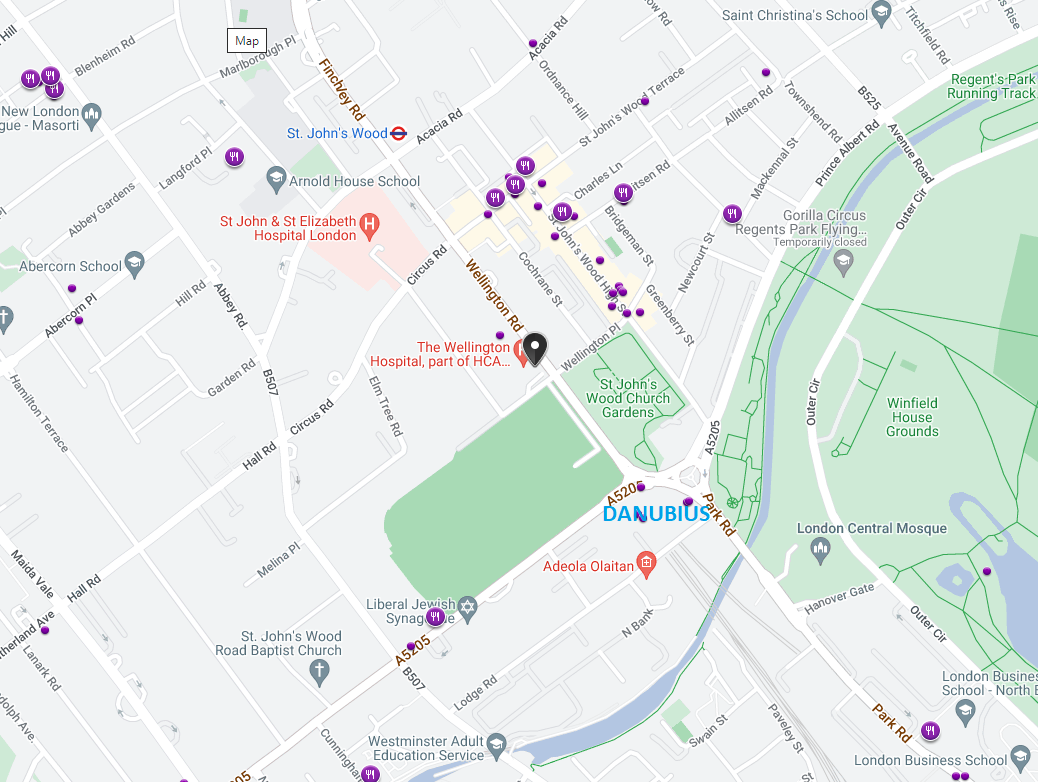 Hill
Blenheim Rd
Map
Marlborough Pl
Finchley Rd
Acacia Rd
Ordnance Hill
Saint Christina's School
Titchfield Rd
Rise
Regent's Park
Running Track
B525
Avenue Road
Townshend Rd
Prince Albert Rd
Allitsen Rd
St. John's Wood Terrace
St. John's Wood
Acacia Rd
New London
gue - Masorti
Langford Pl
Arnold House School
Abbey Gardens
St John & St Elizabeth
Hospital London
Charles Ln
itsen Rd
Mackennal St
Outer Cir
Gorilla Circus
Regents Park Flying...
Temporarily closed
Bridgeman St
St John's Wood High St
Newcourt St
Cochrane St
Greenberry St
Circus Rd
Wellington Rd
Abercorn School
Abercorn Pl
Hill Rd
Abbey Rd.
The Wellington
Hospital, part of HCA...
Wellington Pl
Garden Rd
B507
Elm Tree Rd
Circus Rd
Hamilton Terrace
Hall Rd
St John's
Wood Church
Gardens
Outer Cir
Winfield
House
Grounds
A5205
A5205
DANUBIUS
Park Rd
London Central Mosque
Melina Pl
Maida Vale
Hall Rd
Adeola Olaitan
Hanover Gate
Outer Cir
Liberal Jewish
Synag gue
N Bank
therland Ave
Lanark Rd
St. John's Wood
Road Baptist Church
A5205
B507
Lodge Rd
London Business
School - North B
dolph Ave.
Cunning
Westminster Adult
Education Service
Swain St
Paveley St
Park Rd
London Business School
05